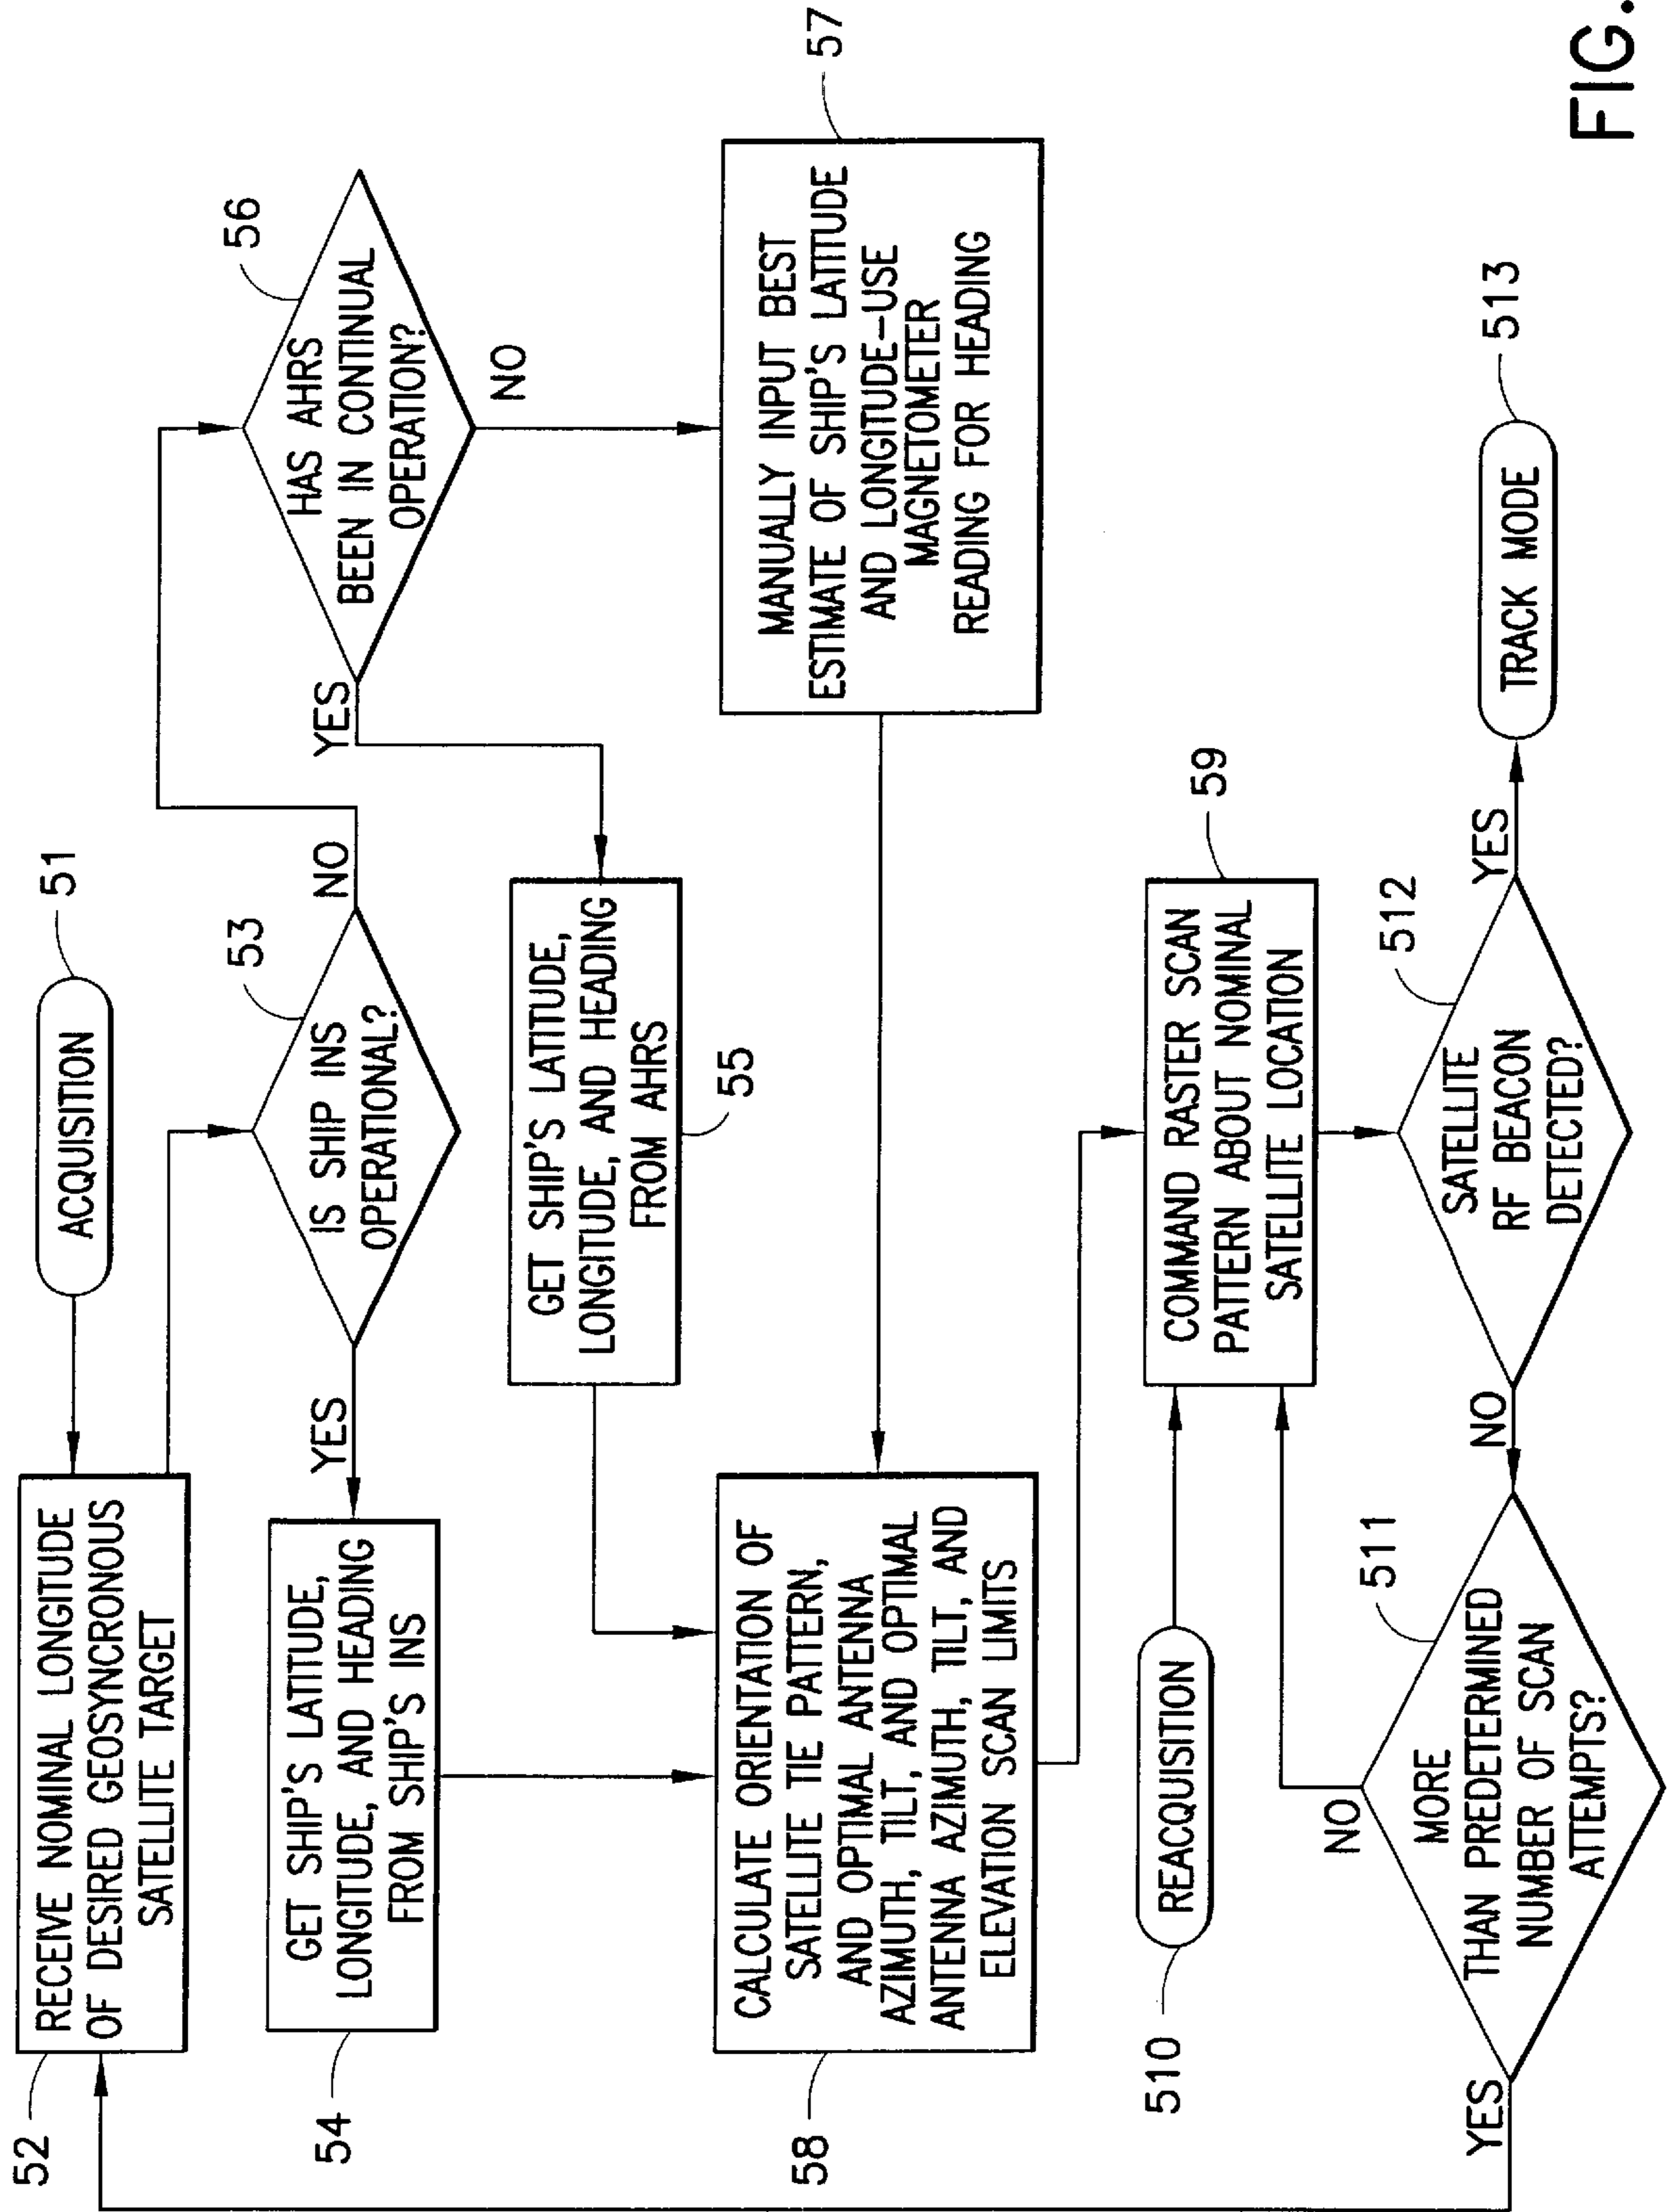 51
ACQUISITION
52
RECEIVE NOMINAL LONGITUDE
OF DESIRED GEOSYNCRONOUS
SATELLITE TARGET
53
IS SHIP INS
OPERATIONAL?
YES
NO
54
GET SHIP'S LATITUDE,
LONGITUDE, AND HEADING
FROM SHIP'S INS
56
HAS AHRS
BEEN IN CONTINUAL
OPERATION?
YES
NO
GET SHIP'S LATITUDE,
LONGITUDE, AND HEADING
FROM AHRS
55
57
MANUALLY INPUT BEST
ESTIMATE OF SHIP'S LATITUDE
AND LONGITUDE-USE
MAGNETOMETER
READING FOR HEADING
58
CALCULATE ORIENTATION OF
SATELLITE TIE PATTERN,
AND OPTIMAL ANTENNA
AZIMUTH, TILT, AND OPTIMAL
ANTENNA AZIMUTH, TILT, AND
ELEVATION SCAN LIMITS
59
COMMAND RASTER SCAN
PATTERN ABOUT NOMINAL
SATELLITE LOCATION
510
REACQUISITION
511
MORE
THAN PREDETERMINED
NUMBER OF SCAN
ATTEMPTS?
YES
NO
512
SATELLITE
RF BEACON
DETECTED?
NO
YES
513
TRACK MODE
FIG.